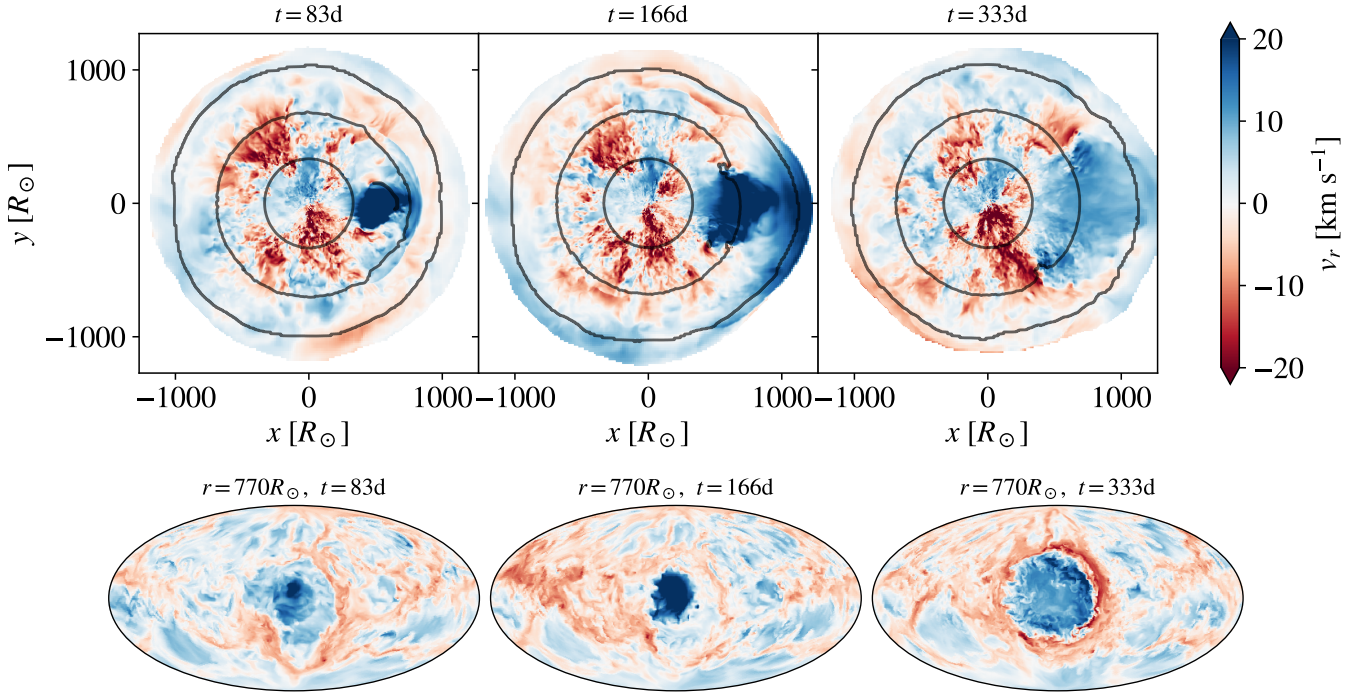 t = 83d
t = 166d
t = 333d
1000
0
−1000
y [R⊙]
−1000 0 1000
−1000 0 1000
−1000 0 1000
x [R⊙]
x [R⊙]
x [R⊙]
20
10
0
−10
−20
v_r [km s⁻¹]
r = 770R⊙, t = 83d
r = 770R⊙, t = 166d
r = 770R⊙, t = 333d